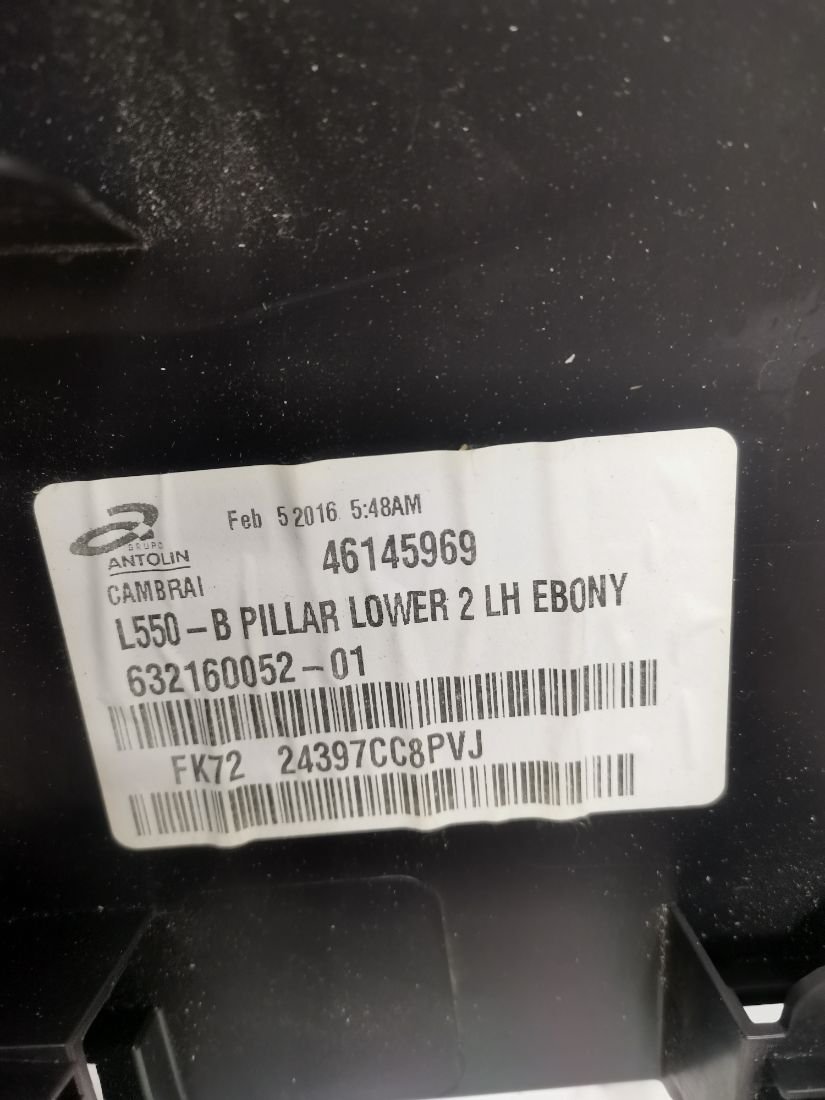 Feb 5 2016 5:48AM
GRUPO
ANTOLIN
46145969
CAMBRAI
L550-B PILLAR LOWER 2 LH EBONY
632160052-01
FK72 24397CC8PVJ